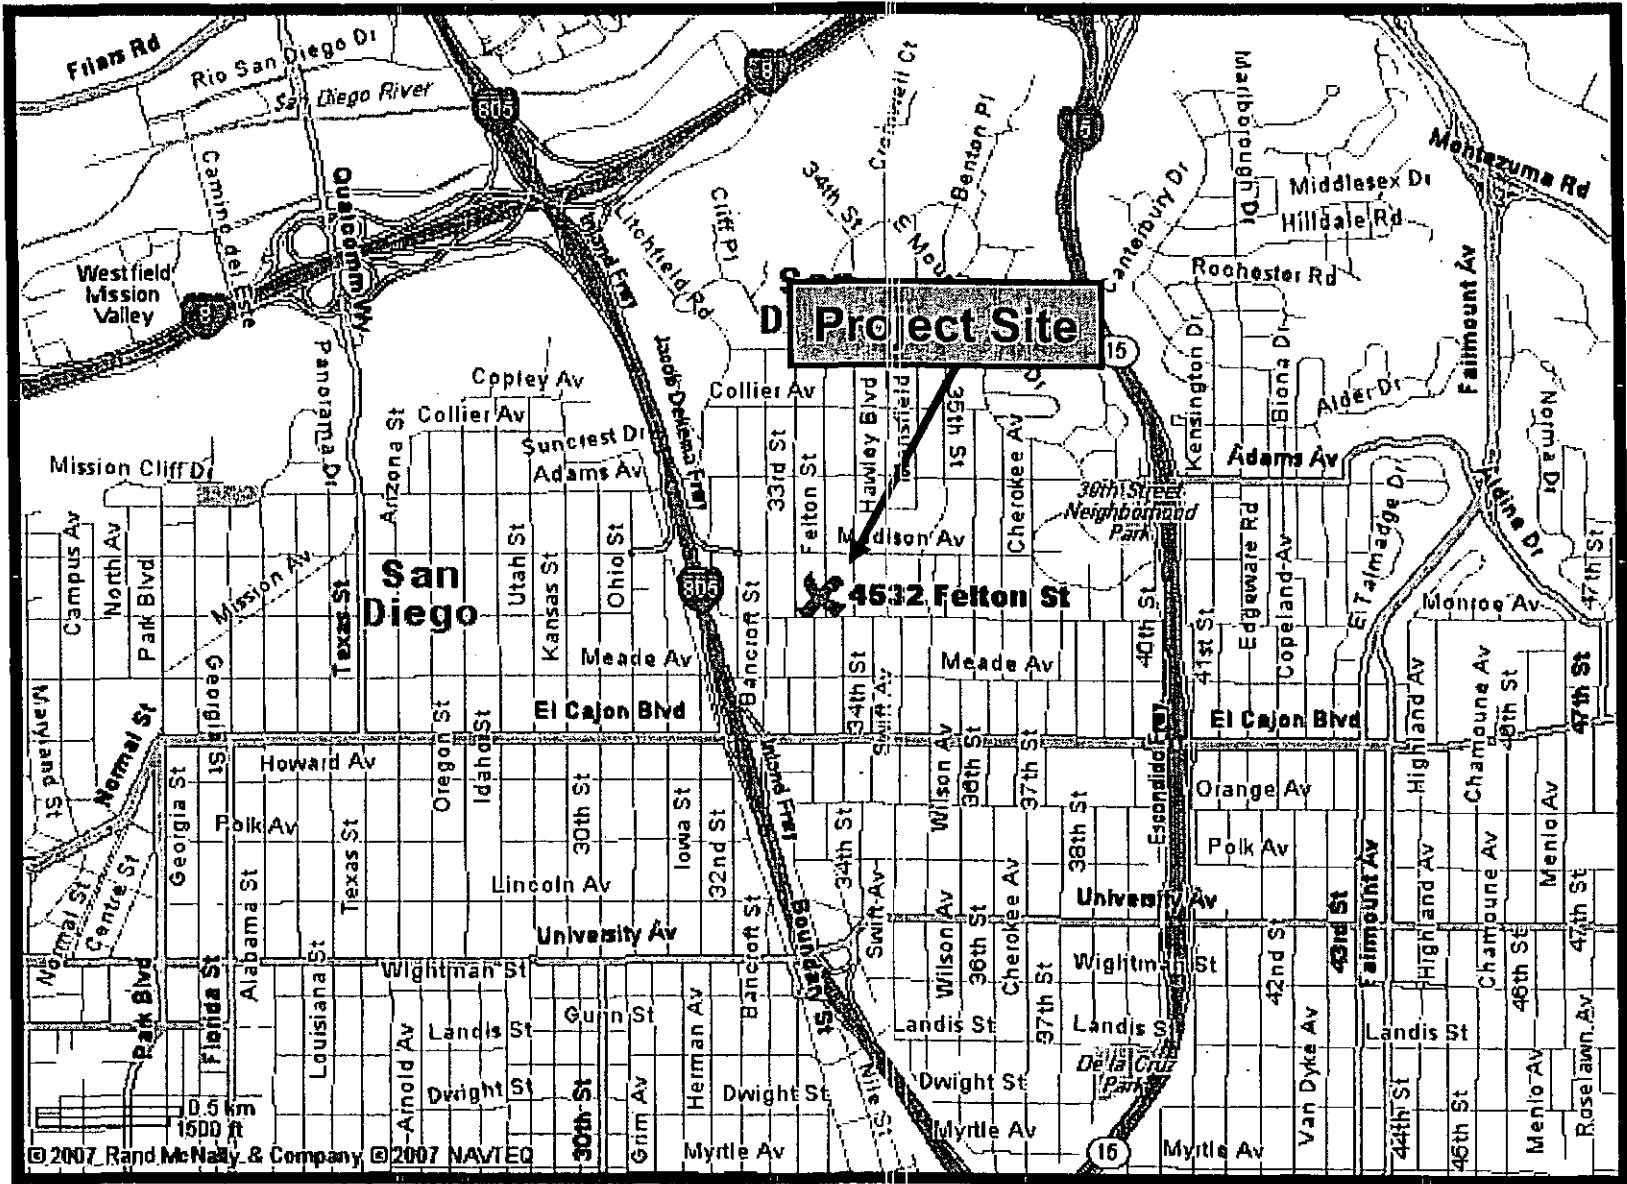 Friars Rd
Rio San Diego Dr
San Diego River
805
8
Cromwell Ct
Benton Pl
15
Marlborough Dr
Montezuma Rd
Camino del Este
Qualcomm Wy
34th St
Cliff Pl
Litchfield Rd
Inland Frwy
Canterbury Dr
Middlesex Dr
Hilldale Rd
Rochester Rd
Fairmount Av
Westfield
Mission
Valley
8
Project Site
15
Panorama Dr
Jacob Dekema Frwy
Copley Av
Collier Av
Collier Av
Suncrest Dr
Adams Av
Arizona St
33rd St
Felton St
Hawley Blvd
35th St
Cherokee Av
Kensington Dr
Biona Dr
Alder Dr
Norma Dr
Adams Av
Mission Cliff Dr
39th Street
Neighborhood
Park
Madison Av
Aldine Dr
E Talmadge Dr
Campus Av
North Av
Park Blvd
Mission Av
Texas St
San
Diego
Utah St
Kansas St
Ohio St
805
Bancroft St
4532 Felton St
40th St
41st St
Edgeware Rd
Copeland Av
Monroe Av
47th St
Meade Av
Meade Av
Maryland St
Normal St
Georgia St
Oregon St
Idaho St
El Cajon Blvd
34th St
Swift Av
El Cajon Blvd
Highland Av
Chamoune Av
48th St
47th St
Howard Av
Inland Frwy
Wilson Av
36th St
37th St
Orange Av
Georgia St
Polk Av
Texas St
30th St
Iowa St
32nd St
34th St
38th St
Polk Av
Menlo Av
Normal St
Centre St
Alabama St
Lincoln Av
Bancroft St
Swift Av
Wilson Av
36th St
Cherokee Av
University Av
University Av
43rd St
Fairmount Av
Highland Av
Chamoune Av
47th St
Park Blvd
Florida St
Louisiana St
Wightman St
42nd St
46th St
Landis St
Gunn St
Herman Av
Landis St
37th St
Landis St
Landis St
Arnold Av
Dwight St
30th St
Grim Av
Dwight St
Nile St
Dwight St
De la Cruz
Park
Van Dyke Av
44th St
46th St
Menlo Av
Roselawn Av
0.5 km
1500 ft
Myrtle Av
Myrtle Av
15
Myrtle Av
© 2007 Rand McNally & Company © 2007 NAVTEQ